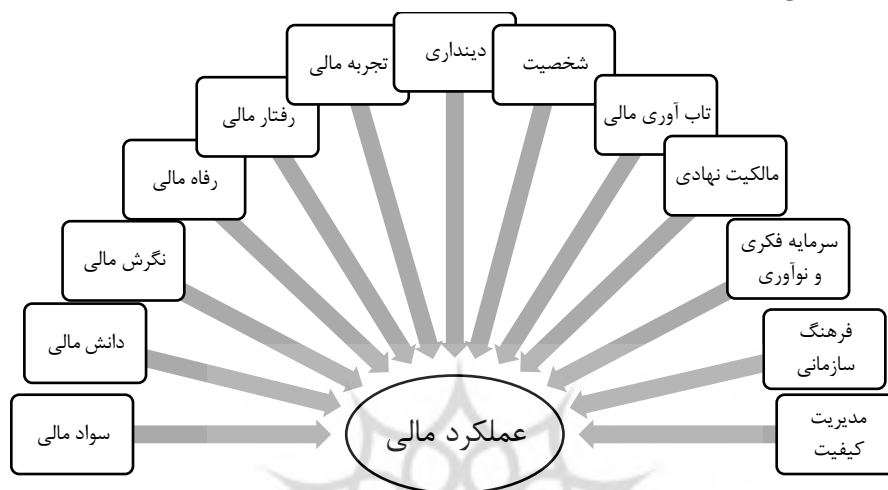 دینداری
شخصیت
تجربه مالی
تاب آوری مالی
رفتار مالی
مالکیت نهادی
رفاه مالی
سرمایه فکری
و نوآوری
نگرش مالی
فرهنگ
سازمانی
دانش مالی
مدیریت
کیفیت
سواد مالی
عملکرد مالی